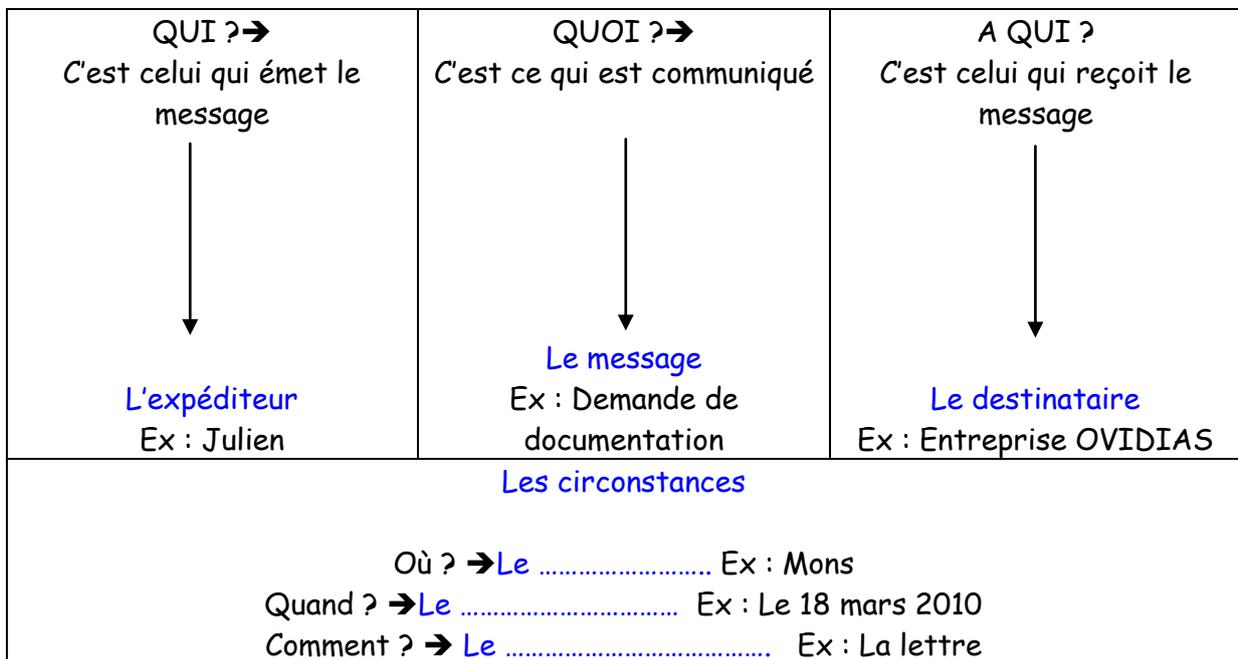 QUI ?➔
C'est celui qui émet le
message
L'expéditeur
Ex : Julien
QUOI ?➔
C'est ce qui est communiqué
Le message
Ex : Demande de
documentation
A QUI ?
C'est celui qui reçoit le
message
Le destinataire
Ex : Entreprise OVIDIAS
Les circonstances
Où ? ➔Le …………………….. Ex : Mons
Quand ? ➔Le …………………………… Ex : Le 18 mars 2010
Comment ? ➔ Le …………………………………. Ex : La lettre